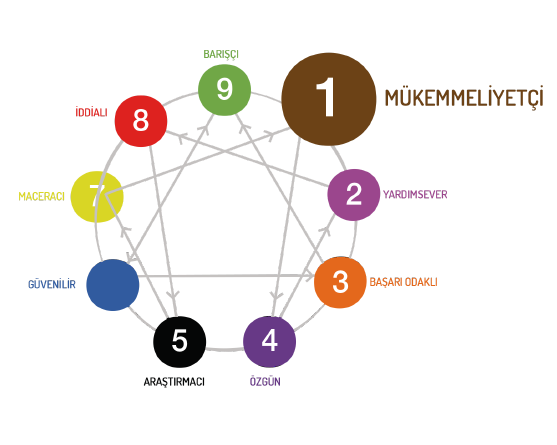 BARIŞÇI
9
1
MÜKEMMELİYETÇİ
İDDİALI
8
MACERACI
7
2
YARDIMSEVER
GÜVENİLİR
3
BAŞARI ODAKLI
5
4
ARAŞTIRMACI
ÖZGÜN